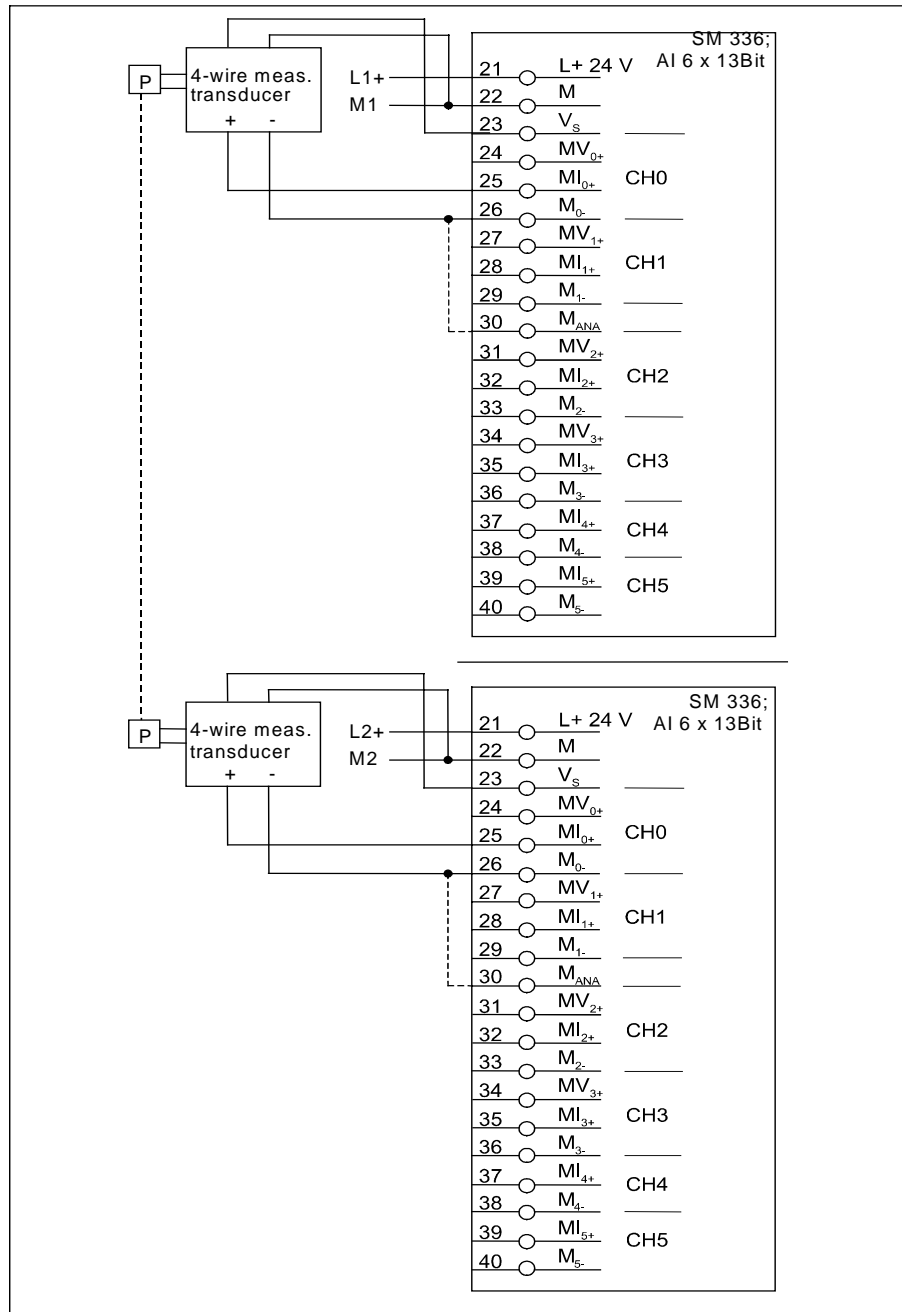 SM 336;
AI 6 x 13Bit
P
4-wire meas.
transducer
+ -
L1+
M1
21 L+ 24 V
22 M
23 VS
24 MV0+
25 MI0+ CH0
26 M0-
27 MV1+
28 MI1+ CH1
29 M1-
30 MANA
31 MV2+
32 MI2+ CH2
33 M2-
34 MV3+
35 MI3+ CH3
36 M3-
37 MI4+ CH4
38 M4-
39 MI5+ CH5
40 M5-
SM 336;
AI 6 x 13Bit
P
4-wire meas.
transducer
+ -
L2+
M2
21 L+ 24 V
22 M
23 VS
24 MV0+
25 MI0+ CH0
26 M0-
27 MV1+
28 MI1+ CH1
29 M1-
30 MANA
31 MV2+
32 MI2+ CH2
33 M2-
34 MV3+
35 MI3+ CH3
36 M3-
37 MI4+ CH4
38 M4-
39 MI5+ CH5
40 M5-